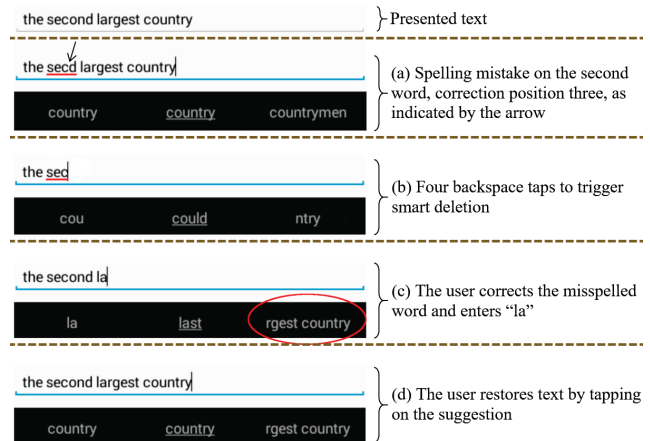 the second largest country
Presented text
the secd largest country
country country countrymen
(a) Spelling mistake on the second
word, correction position three, as
indicated by the arrow
the sec
cou could ntry
(b) Four backspace taps to trigger
smart deletion
the second la
la last rgest country
(c) The user corrects the misspelled
word and enters “la”
the second largest country
country country rgest country
(d) The user restores text by tapping
on the suggestion